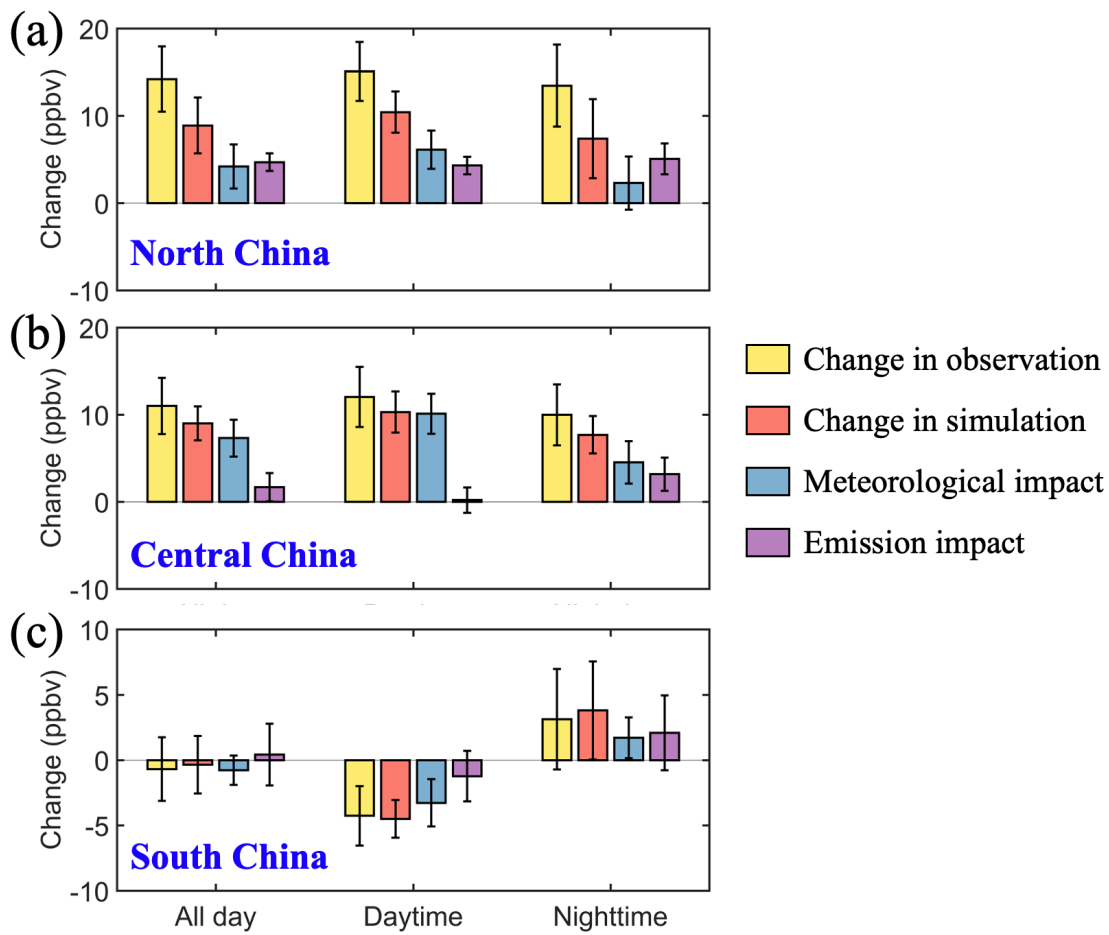 (a)
20
10
0
-10
Change (ppbv)
North China
(b)
20
10
0
-10
Change (ppbv)
Central China
Change in observation
Change in simulation
Meteorological impact
Emission impact
(c)
10
5
0
-5
-10
Change (ppbv)
South China
All day
Daytime
Nighttime